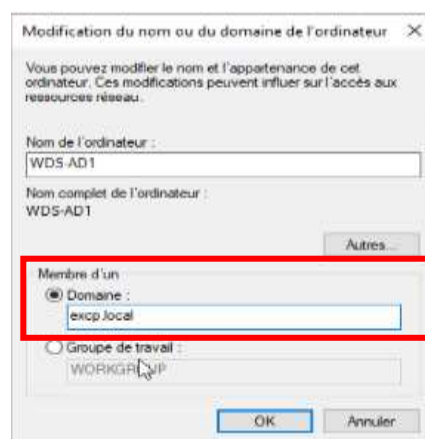 Modification du nom ou du domaine de l'ordinateur
Vous pouvez modifier le nom et l'appartenance de cet
ordinateur. Ces modifications peuvent influer sur l'accès aux
ressources réseau.
Nom de l'ordinateur :
WDS-AD1
Nom complet de l'ordinateur :
WDS-AD1
Autres...
Membre d'un
Domaine :
excp.local
Groupe de travail :
WORKGROUP
OK
Annuler